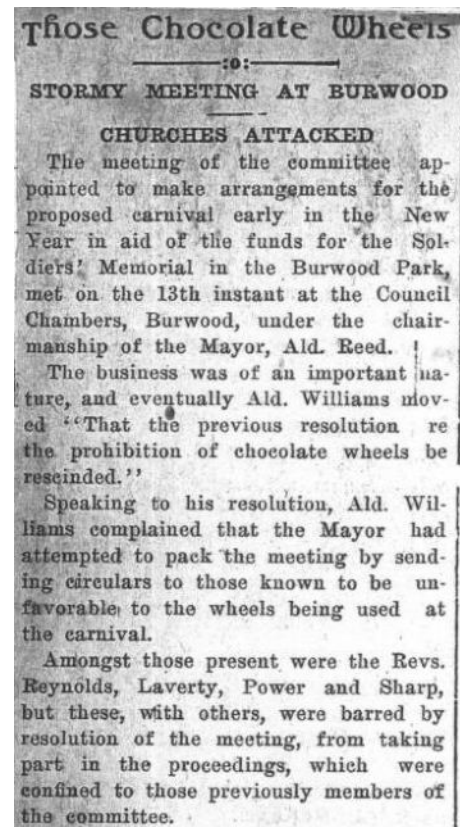 Those Chocolate Wheels
:o:
STORMY MEETING AT BURWOOD
CHURCHES ATTACKED
The meeting of the committee ap-
pointed to make arrangements for the
proposed carnival early in the New
Year in aid of the funds for the Sol-
diers' Memorial in the Burwood Park,
met on the 13th instant at the Council
Chambers, Burwood, under the chair-
manship of the Mayor, Ald. Reed.
The business was of an important na-
ture, and eventually Ald. Williams mov-
ed "That the previous resolution re
the prohibition of chocolate wheels be
rescinded."
Speaking to his resolution, Ald. Wil-
liams complained that the Mayor had
attempted to pack the meeting by send-
ing circulars to those known to be un-
favorable to the wheels being used at
the carnival.
Amongst those present were the Revs.
Reynolds, Laverty, Power and Sharp,
but these, with others, were barred by
resolution of the meeting, from taking
part in the proceedings, which were
confined to those previously members of
the committee.